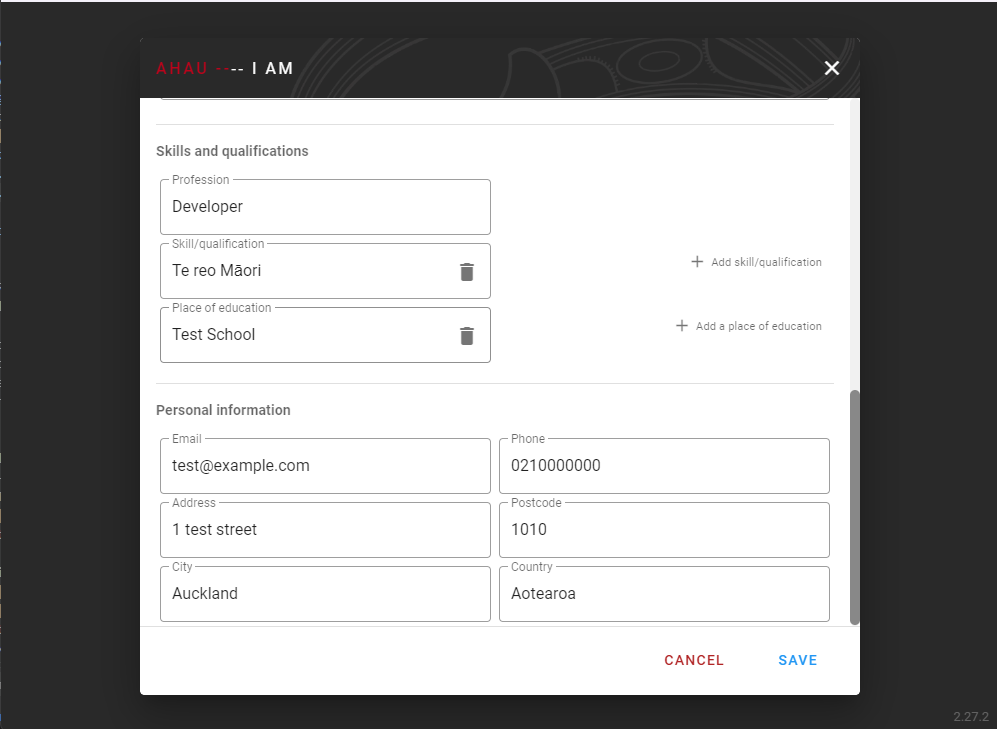 AHAU ---- I AM
Skills and qualifications
Profession
Developer
Skill/qualification
Te reo Māori
Add skill/qualification
Place of education
Test School
Add a place of education
Personal information
Email
test@example.com
Phone
0210000000
Address
1 test street
Postcode
1010
City
Auckland
Country
Aotearoa
CANCEL SAVE
2.27.2